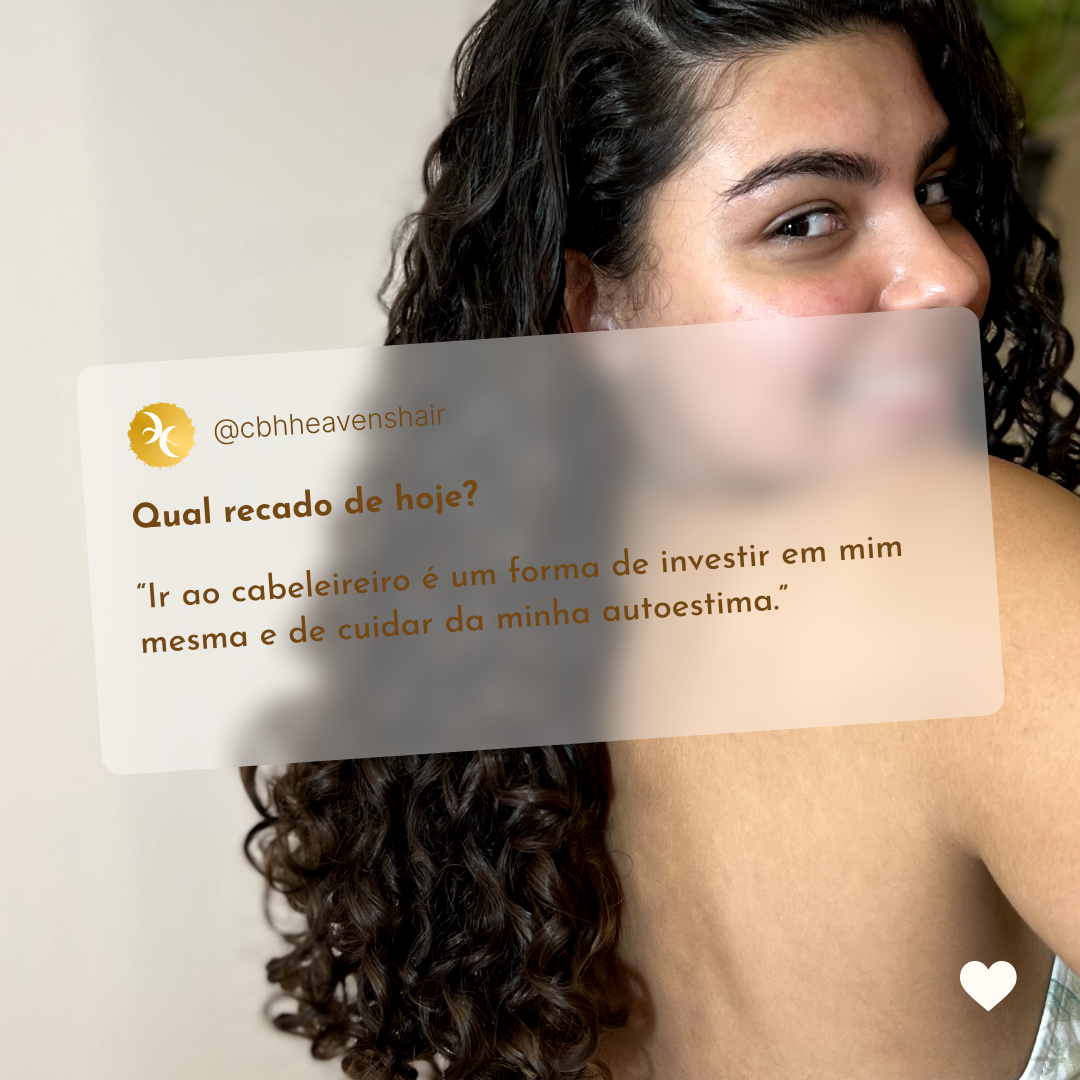 @cbhheavenshair
Qual recado de hoje?
“Ir ao cabeleireiro é um forma de investir em mim
mesma e de cuidar da minha autoestima.”